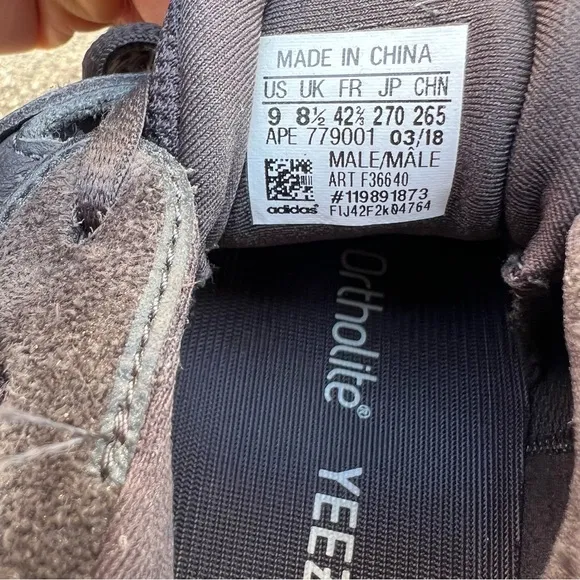 MADE IN CHINA
US UK FR JP CHN
9 8½ 42⅔ 270 265
APE 779001 03/18
MALE/MÂLE
ART F36640
#119891873
adidas FIJ42F2k04764
Ortholite® YEEZ